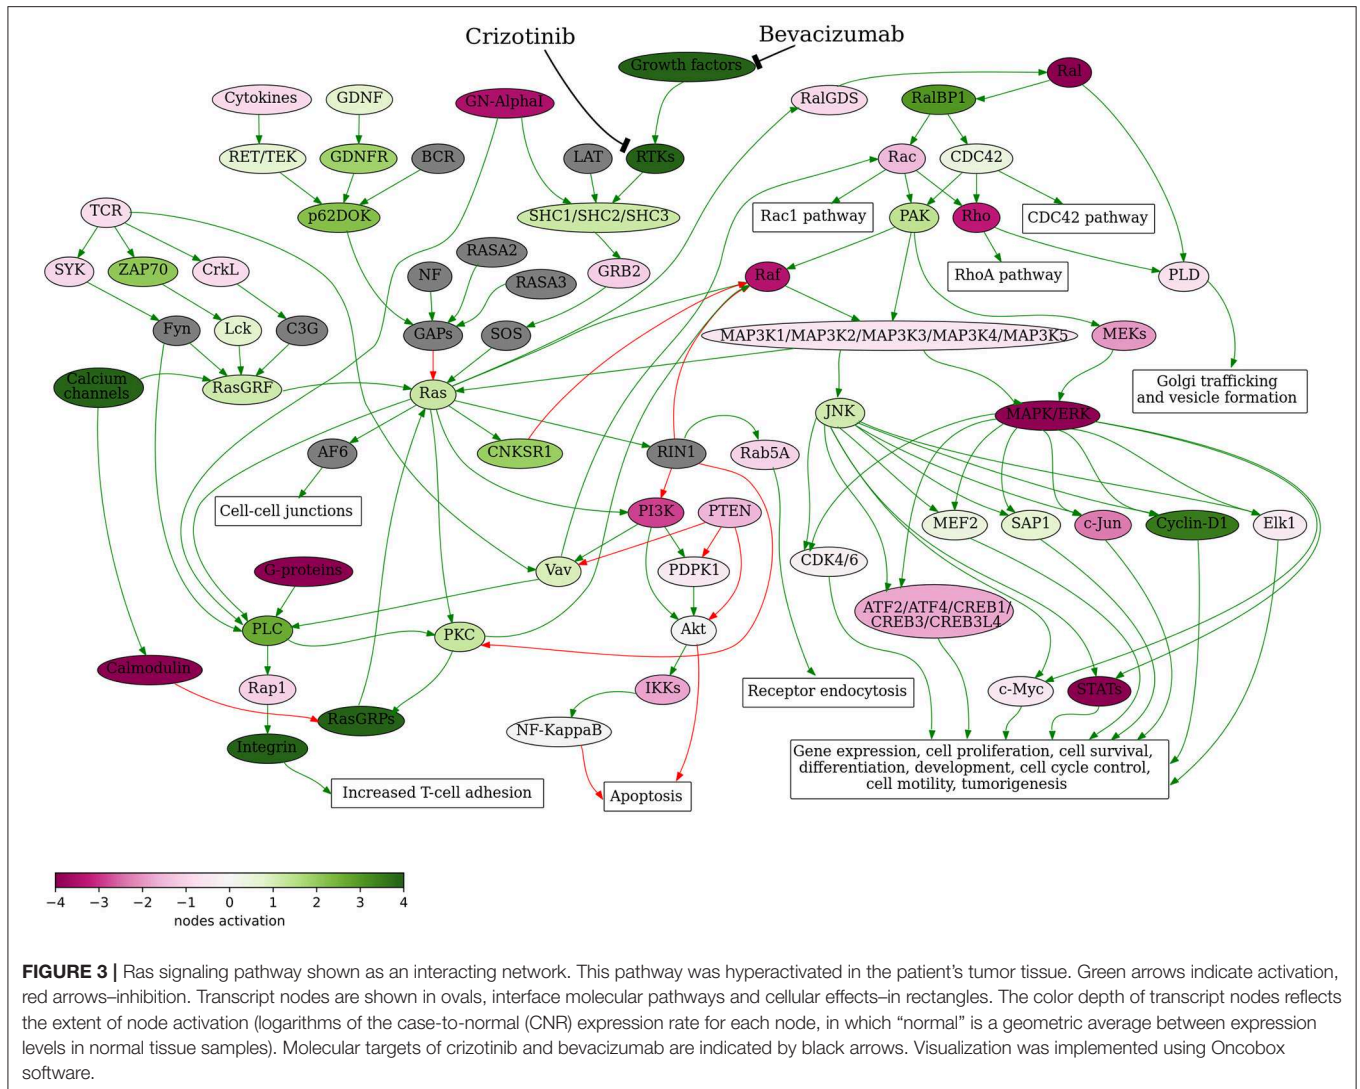 Crizotinib
Bevacizumab
Growth factors
Ral
Cytokines
GDNF
GN-AlphaI
RalGDS
RalBP1
RET/TEK
GDNFR
BCR
LAT
RTKs
Rac
CDC42
TCR
p62DOK
SHC1/SHC2/SHC3
Rac1 pathway
PAK
Rho
CDC42 pathway
SYK
ZAP70
CrkL
NF
RASA2
RASA3
GRB2
Raf
RhoA pathway
PLD
Fyn
Lck
C3G
GAPs
SOS
MAP3K1/MAP3K2/MAP3K3/MAP3K4/MAP3K5
MEKs
Calcium
channels
RasGRF
Ras
Golgi trafficking
and vesicle formation
JNK
MAPK/ERK
AF6
CNKSR1
RIN1
Rab5A
Cell-cell junctions
PI3K
PTEN
MEF2
SAP1
c-Jun
Cyclin-D1
Elk1
G-proteins
Vav
PDPK1
CDK4/6
ATF2/ATF4/CREB1/
CREB3/CREB3L4
PLC
PKC
Akt
Calmodulin
Rap1
IKKs
Receptor endocytosis
c-Myc
STATs
RasGRPs
NF-KappaB
Integrin
Gene expression, cell proliferation, cell survival,
differentiation, development, cell cycle control,
cell motility, tumorigenesis
Increased T-cell adhesion
Apoptosis
−4 −3 −2 −1 0 1 2 3 4
nodes activation
FIGURE 3 | Ras signaling pathway shown as an interacting network. This pathway was hyperactivated in the patient's tumor tissue. Green arrows indicate activation,
red arrows–inhibition. Transcript nodes are shown in ovals, interface molecular pathways and cellular effects–in rectangles. The color depth of transcript nodes reflects
the extent of node activation (logarithms of the case-to-normal (CNR) expression rate for each node, in which "normal" is a geometric average between expression
levels in normal tissue samples). Molecular targets of crizotinib and bevacizumab are indicated by black arrows. Visualization was implemented using Oncobox
software.